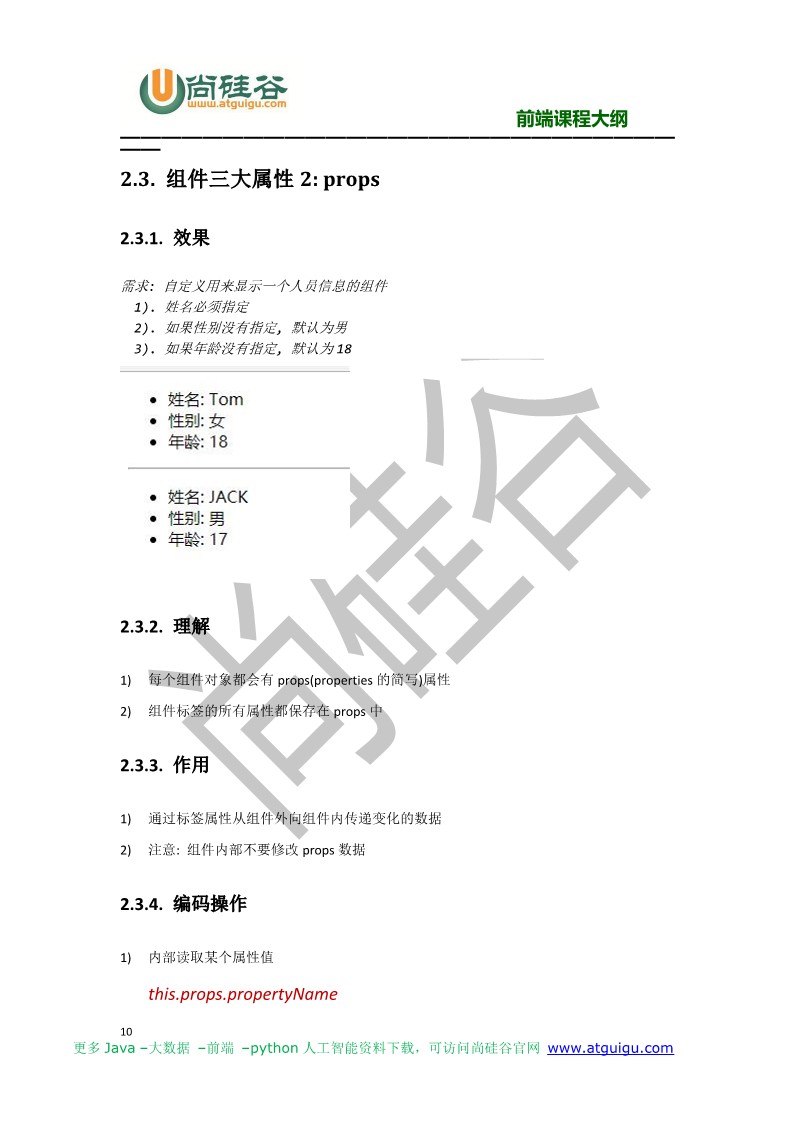 尚硅谷
www.atguigu.com
前端课程大纲
2.3. 组件三大属性 2: props
2.3.1. 效果
需求: 自定义用来显示一个人员信息的组件
1). 姓名必须指定
2). 如果性别没有指定, 默认为男
3). 如果年龄没有指定, 默认为 18
• 姓名: Tom
• 性别: 女
• 年龄: 18
• 姓名: JACK
• 性别: 男
• 年龄: 17
尚硅谷
2.3.2. 理解
1) 每个组件对象都会有 props(properties 的简写)属性
2) 组件标签的所有属性都保存在 props 中
2.3.3. 作用
1) 通过标签属性从组件外向组件内传递变化的数据
2) 注意: 组件内部不要修改 props 数据
2.3.4. 编码操作
1) 内部读取某个属性值
this.props.propertyName
10
更多 Java –大数据 –前端 –python 人工智能资料下载，可访问尚硅谷官网 www.atguigu.com